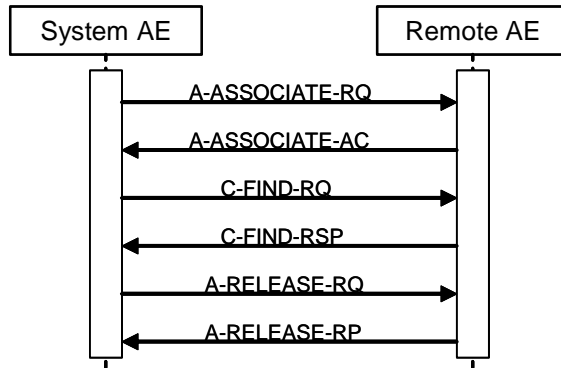 System AE
Remote AE
A-ASSOCIATE-RQ
A-ASSOCIATE-AC
C-FIND-RQ
C-FIND-RSP
A-RELEASE-RQ
A-RELEASE-RP